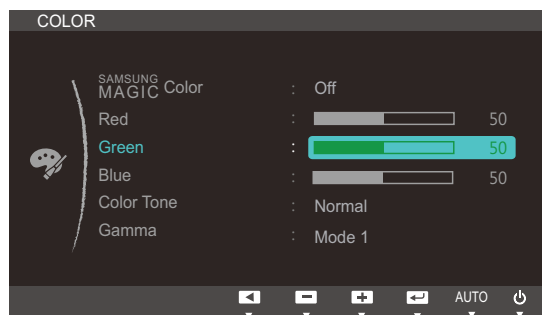 COLOR
SAMSUNG
MAGIC Color : Off
Red : 50
Green : 50
Blue : 50
Color Tone : Normal
Gamma : Mode 1
AUTO